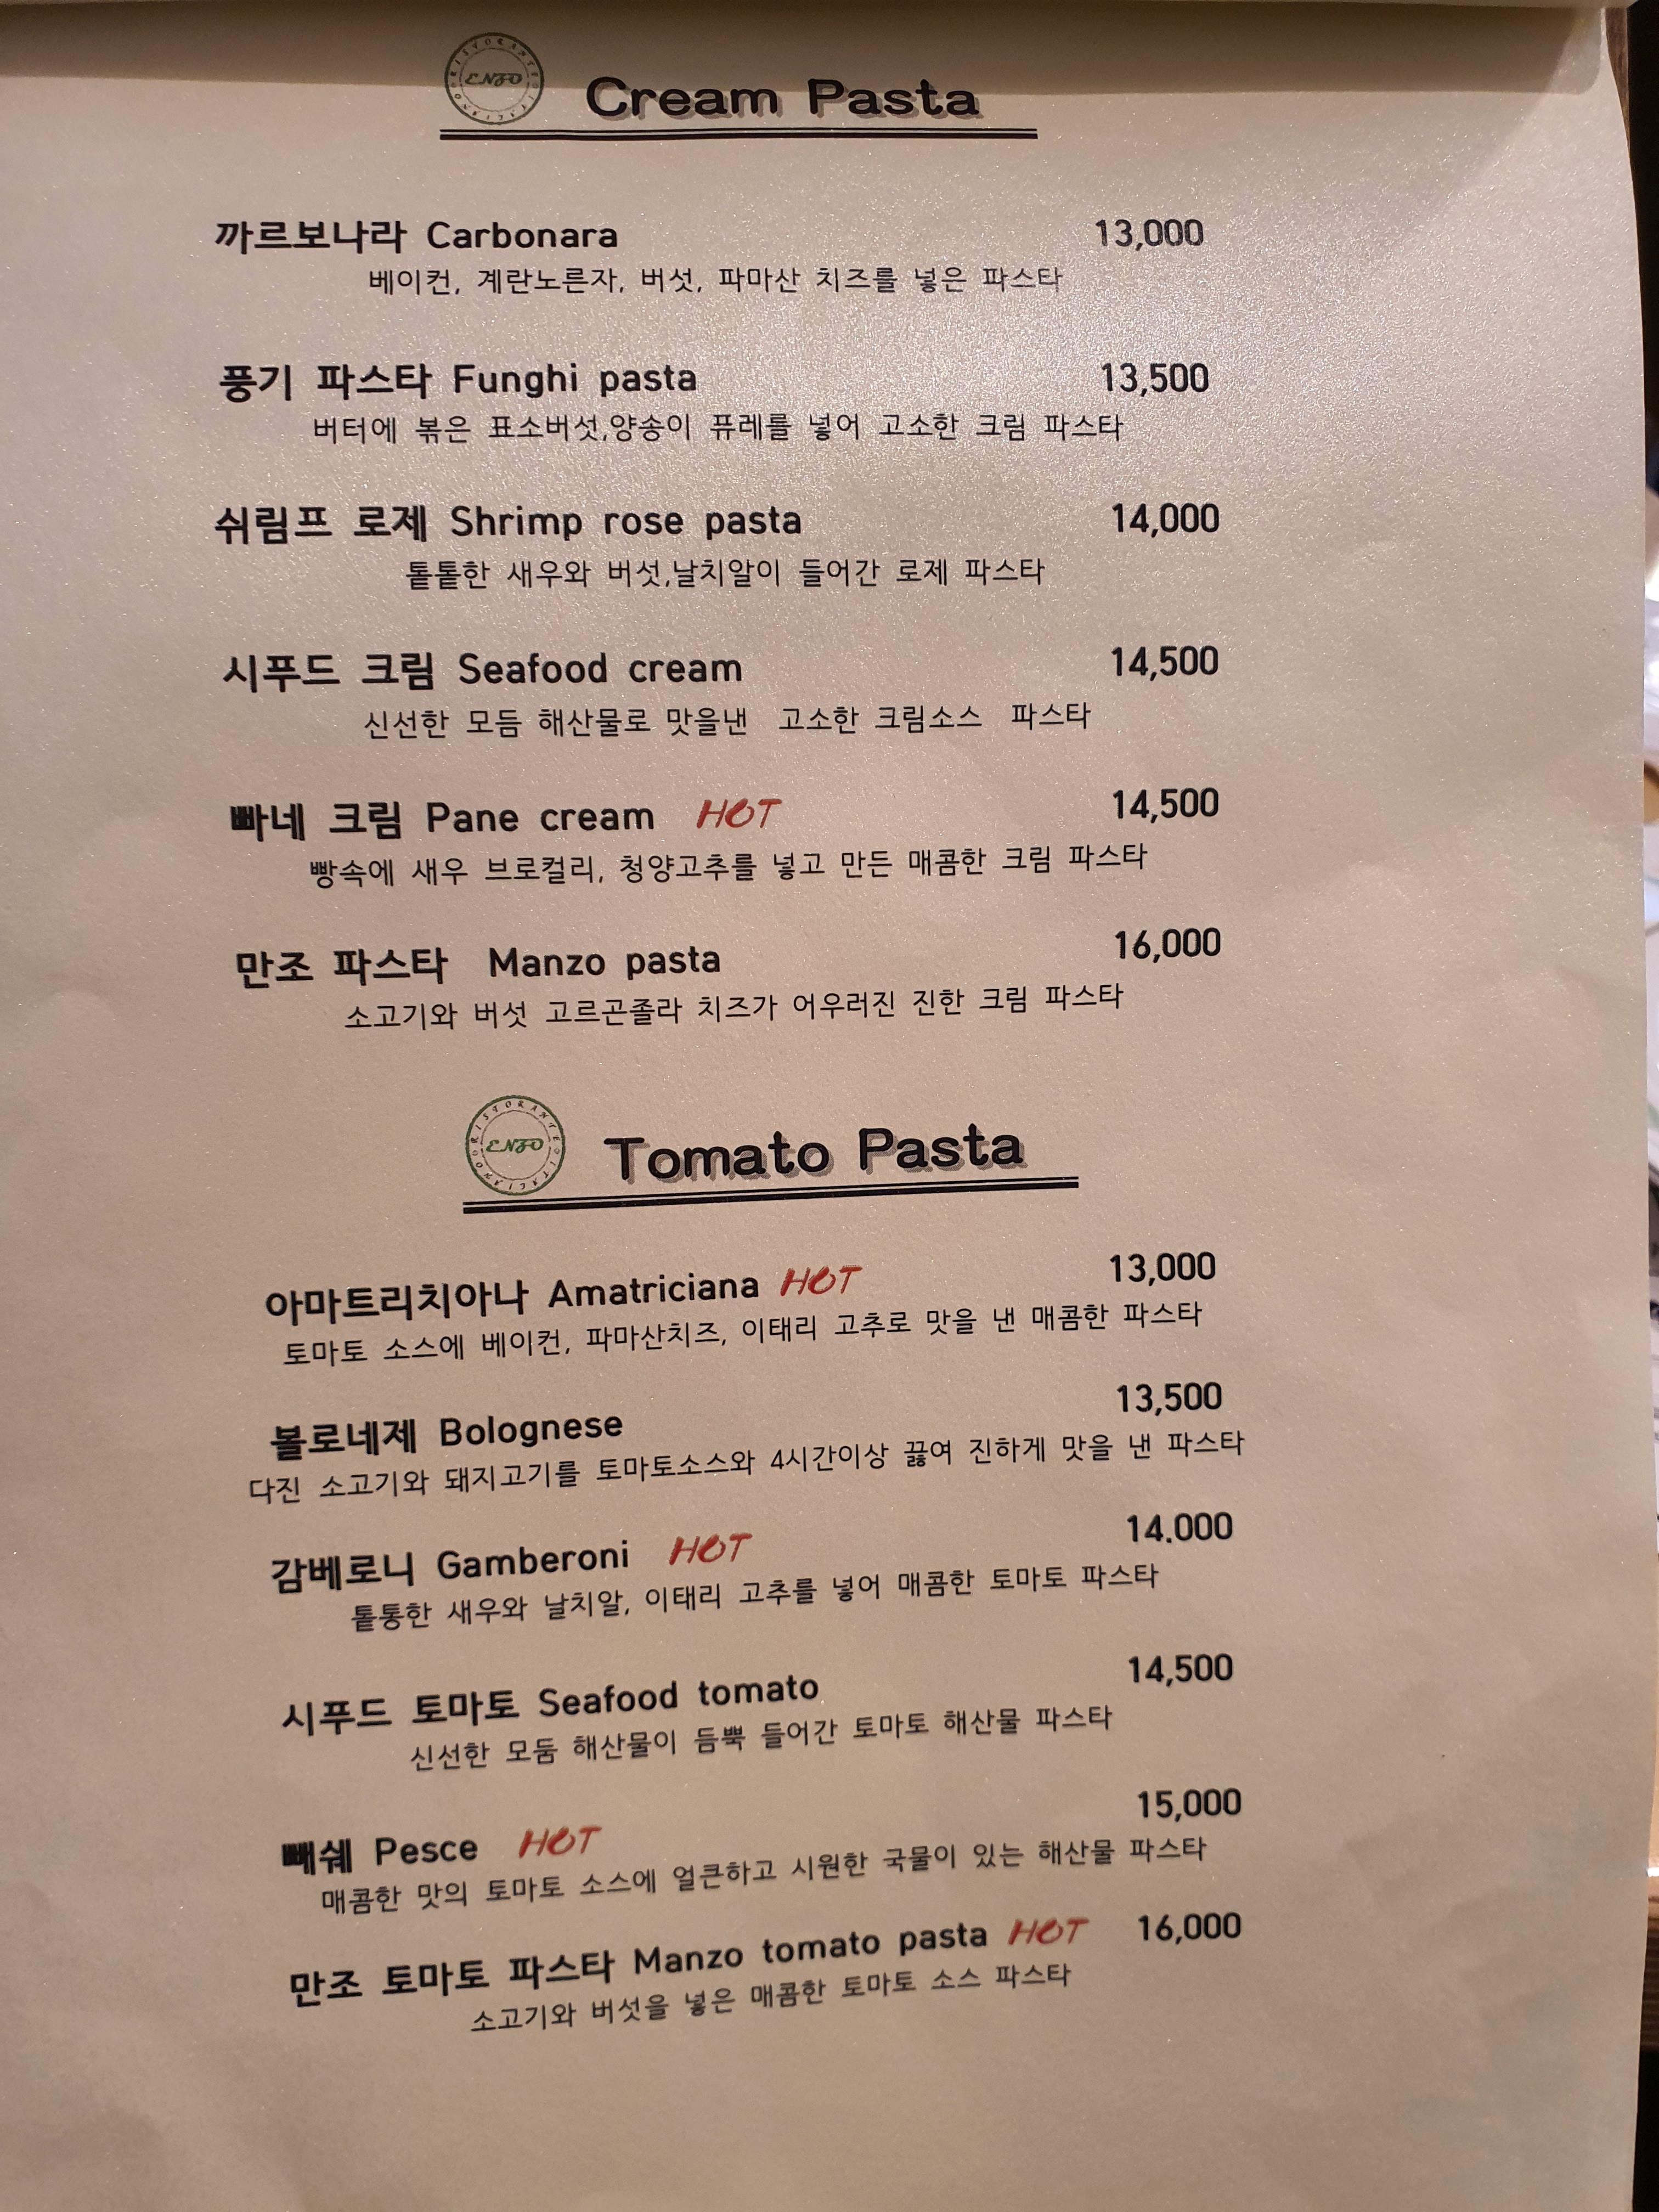 RISTORANTE ITALIANO
ENZO
Cream Pasta
까르보나라 Carbonara 13,000
베이컨, 계란노른자, 버섯, 파마산 치즈를 넣은 파스타
풍기 파스타 Funghi pasta 13,500
버터에 볶은 표소버섯,양송이 퓨레를 넣어 고소한 크림 파스타
쉬림프 로제 Shrimp rose pasta 14,000
톹톹한 새우와 버섯,날치알이 들어간 로제 파스타
시푸드 크림 Seafood cream 14,500
신선한 모듬 해산물로 맛을낸 고소한 크림소스 파스타
빠네 크림 Pane cream HOT 14,500
빵속에 새우 브로컬리, 청양고추를 넣고 만든 매콤한 크림 파스타
만조 파스타 Manzo pasta 16,000
소고기와 버섯 고르곤졸라 치즈가 어우러진 진한 크림 파스타
RISTORANTE ITALIANO
ENZO
Tomato Pasta
아마트리치아나 Amatriciana HOT 13,000
토마토 소스에 베이컨, 파마산치즈, 이태리 고추로 맛을 낸 매콤한 파스타
볼로네제 Bolognese 13,500
다진 소고기와 돼지고기를 토마토소스와 4시간이상 끓여 진하게 맛을 낸 파스타
감베로니 Gamberoni HOT 14.000
톹통한 새우와 날치알, 이태리 고추를 넣어 매콤한 토마토 파스타
시푸드 토마토 Seafood tomato 14,500
신선한 모둠 해산물이 듬뿍 들어간 토마토 해산물 파스타
빼쉐 Pesce HOT 15,000
매콤한 맛의 토마토 소스에 얼큰하고 시원한 국물이 있는 해산물 파스타
만조 토마토 파스타 Manzo tomato pasta HOT 16,000
소고기와 버섯을 넣은 매콤한 토마토 소스 파스타